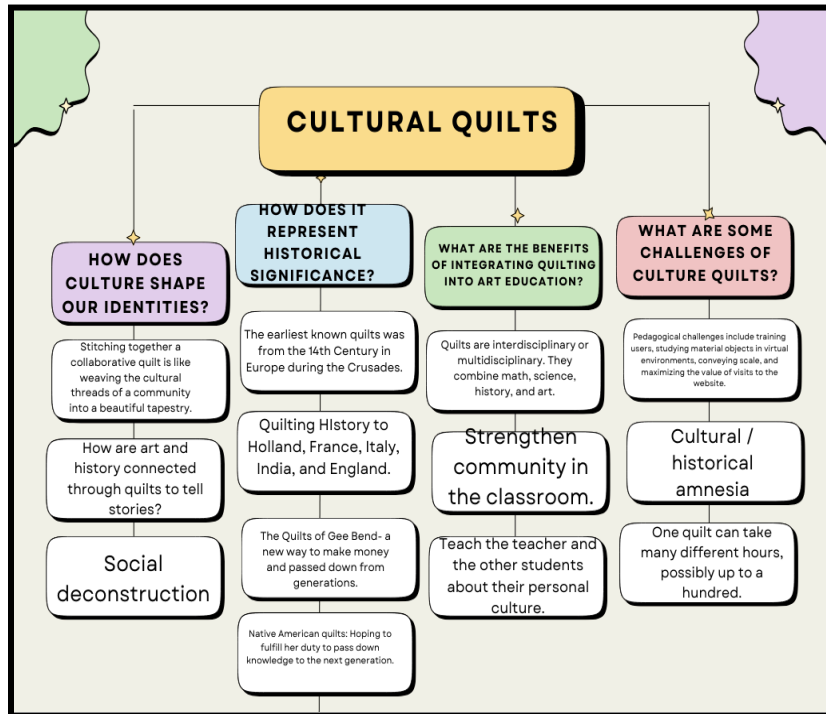 CULTURAL QUILTS
HOW DOES
CULTURE SHAPE
OUR IDENTITIES?
Stitching together a
collaborative quilt is like
weaving the cultural
threads of a community
into a beautiful tapestry.
How are art and
history connected
through quilts to tell
stories?
Social
deconstruction
HOW DOES IT
REPRESENT
HISTORICAL
SIGNIFICANCE?
The earliest known quilts was
from the 14th Century in
Europe during the Crusades.
Quilting HIstory to
Holland, France, Italy,
India, and England.
The Quilts of Gee Bend- a
new way to make money
and passed down from
generations.
Native American quilts: Hoping to
fulfill her duty to pass down
knowledge to the next generation.
WHAT ARE THE BENEFITS
OF INTEGRATING QUILTING
INTO ART EDUCATION?
Quilts are interdisciplinary or
multidisciplinary. They
combine math, science,
history, and art.
Strengthen
community in
the classroom.
Teach the teacher and
the other students
about their personal
culture.
WHAT ARE SOME
CHALLENGES OF
CULTURE QUILTS?
Pedagogical challenges include training
users, studying material objects in virtual
environments, conveying scale, and
maximizing the value of visits to the
website.
Cultural /
historical
amnesia
One quilt can take
many different hours,
possibly up to a
hundred.